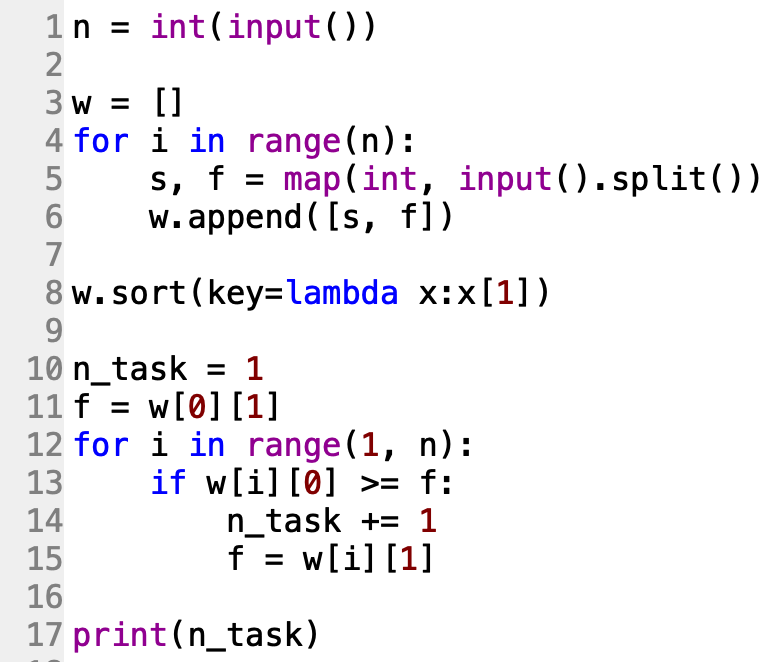 1 n = int(input())
2
3 w = []
4 for i in range(n):
5     s, f = map(int, input().split())
6     w.append([s, f])
7
8 w.sort(key=lambda x:x[1])
9
10 n_task = 1
11 f = w[0][1]
12 for i in range(1, n):
13     if w[i][0] >= f:
14         n_task += 1
15         f = w[i][1]
16
17 print(n_task)